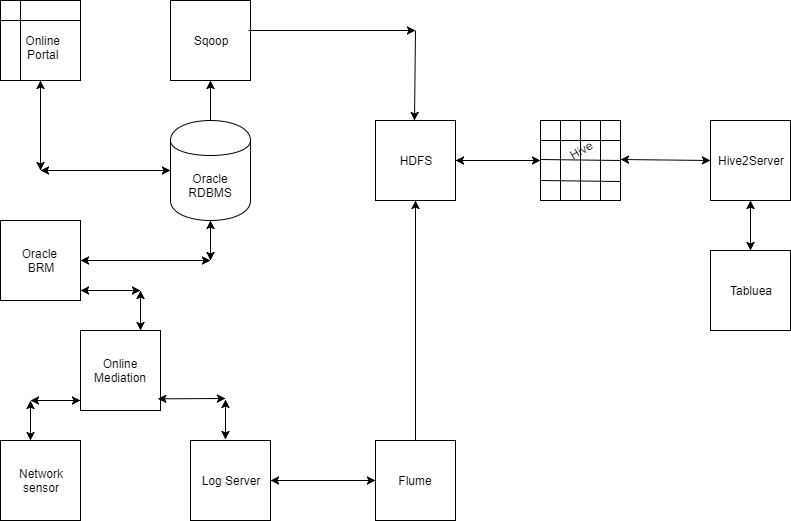 Online
Portal
Sqoop
Oracle
RDBMS
HDFS
Hive
Hive2Server
Oracle
BRM
Tabluea
Online
Mediation
Network
sensor
Log Server
Flume